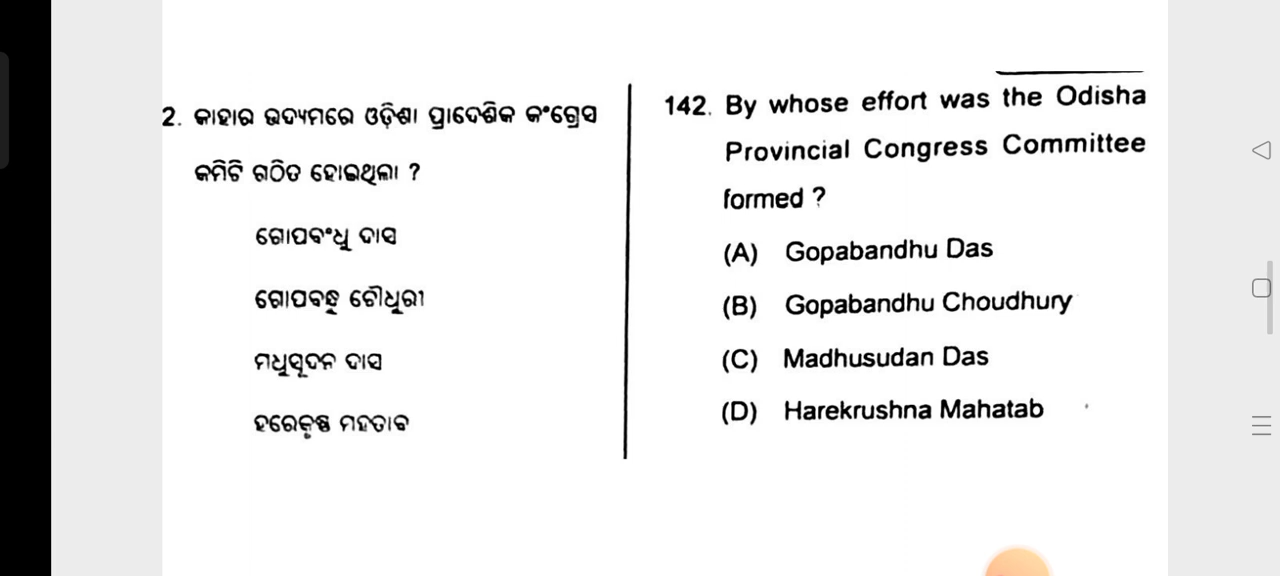 2. କାହାର ଉଦ୍ୟମରେ ଓଡ଼ିଶା ପ୍ରାଦେଶିକ କଂଗ୍ରେସ
କମିଟି ଗଠିତ ହୋଇଥିଲା ?
ଗୋପବଂଧୁ ଦାସ
ଗୋପବନ୍ଧୁ ଚୌଧୁରୀ
ମଧୁସୂଦନ ଦାସ
ହରେକୃଷ୍ଣ ମହତାବ
142. By whose effort was the Odisha
Provincial Congress Committee
formed ?
(A) Gopabandhu Das
(B) Gopabandhu Choudhury
(C) Madhusudan Das
(D) Harekrushna Mahatab